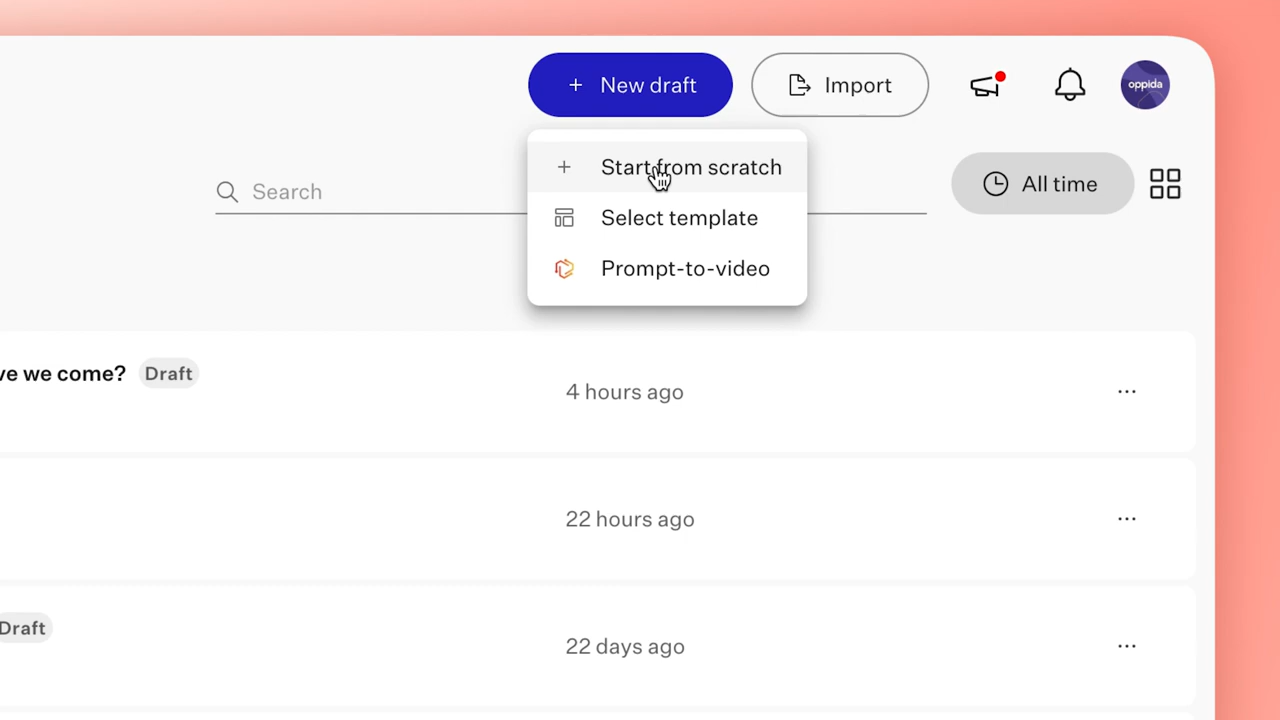 + New draft
Import
oppida
+ Start from scratch
Search
All time
Select template
Prompt-to-video
ve we come? Draft
4 hours ago
22 hours ago
Draft
22 days ago